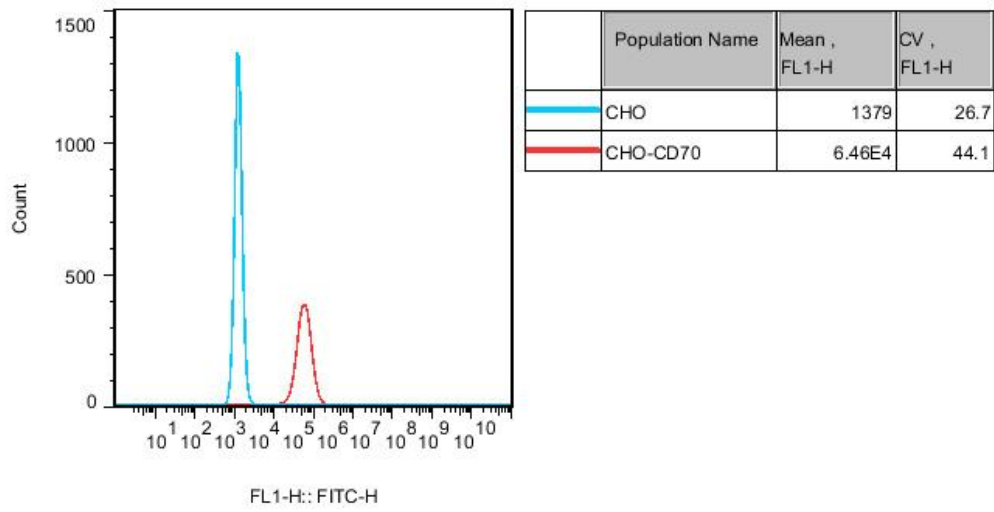 1500
1000
500
0
Count
10 1 10 2 10 3 10 4 10 5 10 6 10 7 10 8 10 9 10 10
FL1-H:: FITC-H
Population Name Mean , FL1-H CV , FL1-H
CHO 1379 26.7
CHO-CD70 6.46E4 44.1